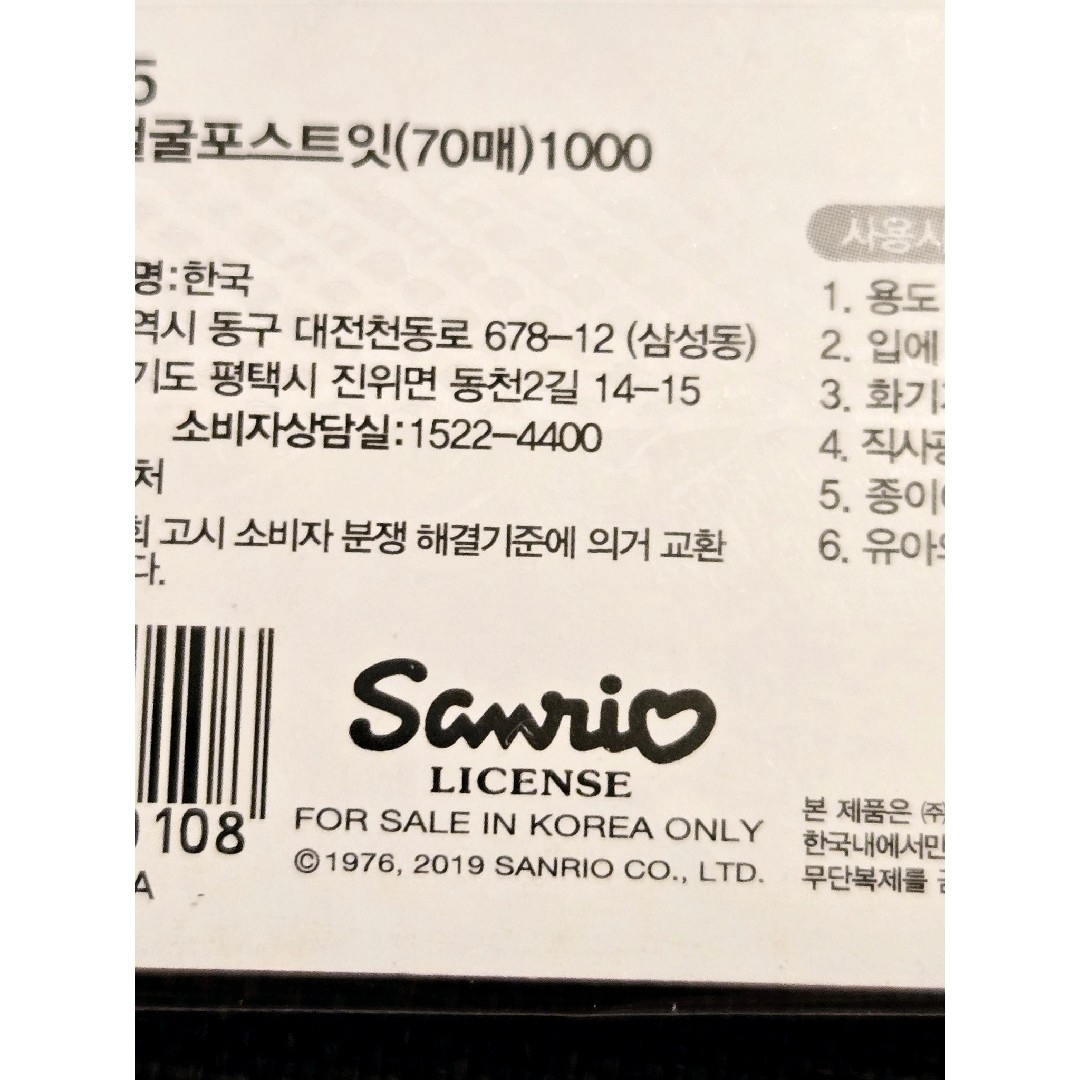 5
얼굴포스트잇(70매)1000
명:한국
역시 동구 대전천동로 678-12 (삼성동)
기도 평택시 진위면 동천2길 14-15
소비자상담실:1522-4400
처
회 고시 소비자 분쟁 해결기준에 의거 교환
다.
사용시
1. 용도
2. 입에
3. 화기
4. 직사광
5. 종이
6. 유아
108
A
Sanrio
LICENSE
FOR SALE IN KOREA ONLY
©1976, 2019 SANRIO CO., LTD.
본 제품은 ㈜
한국내에서만
무단복제를 금